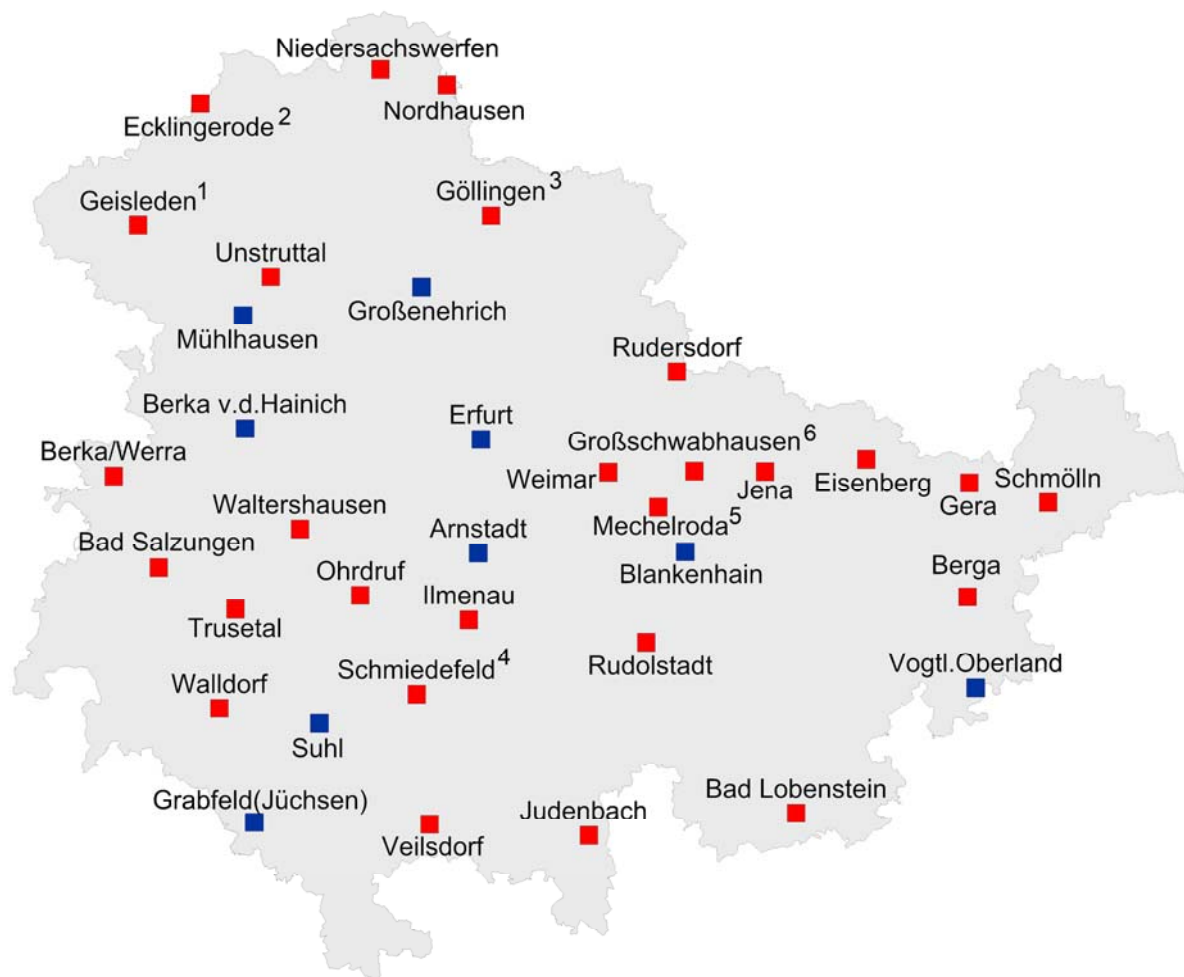 Niedersachswerfen
Nordhausen
Ecklingerode²
Geisleden¹
Göllingen³
Unstruttal
Großenehrich
Mühlhausen
Rudersdorf
Berka v.d.Hainich
Erfurt
Großschwabhausen⁶
Berka/Werra
Weimar
Jena
Eisenberg
Gera
Schmölln
Waltershausen
Mechelroda⁵
Arnstadt
Bad Salzungen
Blankenhain
Ohrdruf
Ilmenau
Berga
Trusetal
Rudolstadt
Schmiedefeld⁴
Vogtl.Oberland
Walldorf
Suhl
Grabfeld(Jüchsen)
Bad Lobenstein
Judenbach
Veilsdorf